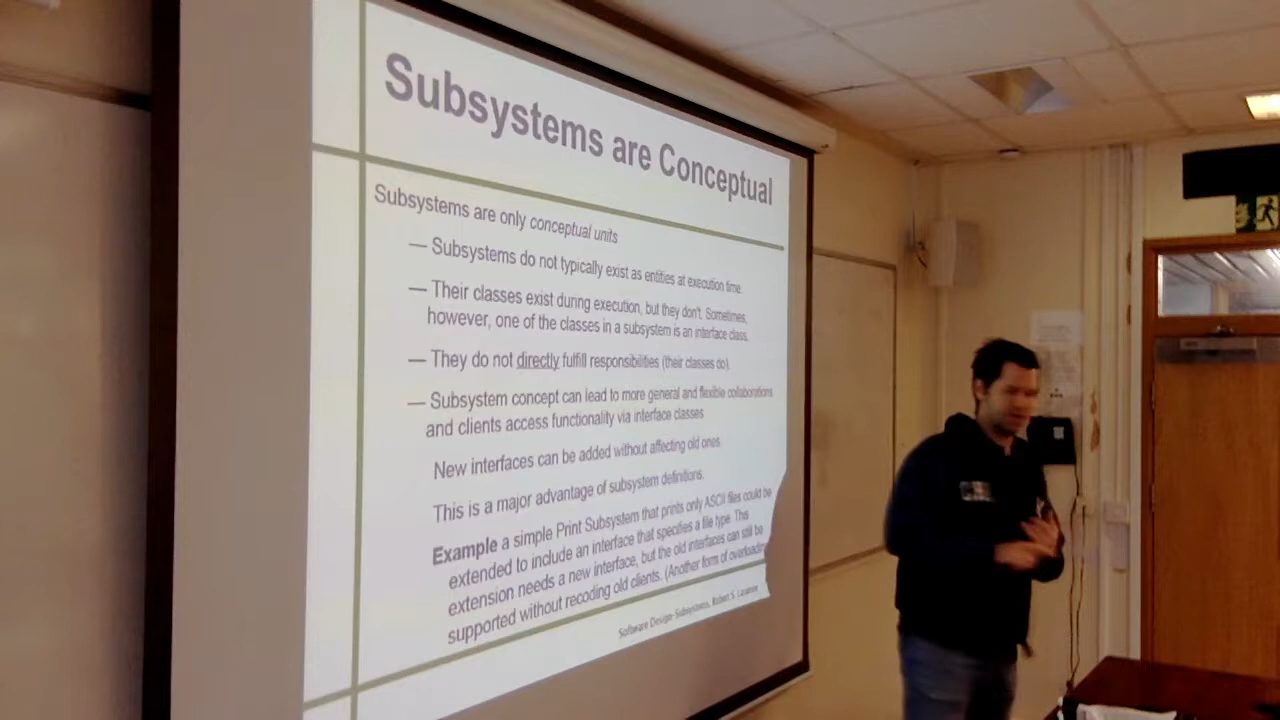 Subsystems are Conceptual
Subsystems are only conceptual units
— Subsystems do not typically exist as entities at execution time.
— Their classes exist during execution, but they don't. Sometimes,
however, one of the classes in a subsystem is an interface class.
— They do not directly fulfill responsibilities (their classes do).
— Subsystem concept can lead to more general and flexible collaborations
and clients access functionality via interface classes
New interfaces can be added without affecting old ones.
This is a major advantage of subsystem definitions.
Example a simple Print Subsystem that prints only ASCII files could be
extended to include an interface that specifies a file type. This
extension needs a new interface, but the old interfaces can still be
supported without recoding old clients. (Another form of overloading
Software Design-Subsystems, Robert S.